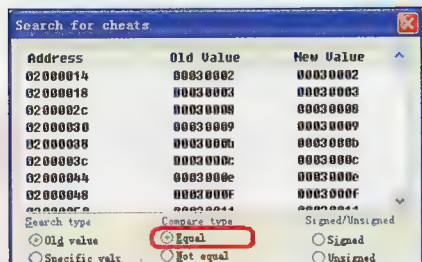 Search for cheats
Address Old Value New Value
02000014 00030002 00030002
02000018 00030003 00030003
0200002c 00030008 00030008
02000030 00030009 00030009
02000038 0003000b 0003000b
0200003c 0003000c 0003000c
02000044 0003000e 0003000e
02000048 0003000F 0003000F
Search type Compare type Signed/Unsigned
Old value Equal Signed
Specific valu Not equal Unsigned